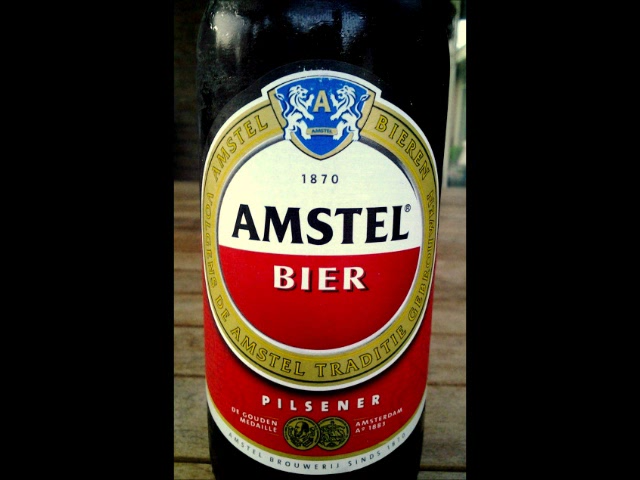 A
AMSTEL
AMSTEL BIEREN
1870
AMSTEL®
BIER
VOLGENS DE AMSTEL TRADITIE GEBROUWEN
PILSENER
DE GOUDEN
MEDAILLE
AMSTERDAM
Aº 1883
AMSTEL BROUWERIJ SINDS 1870